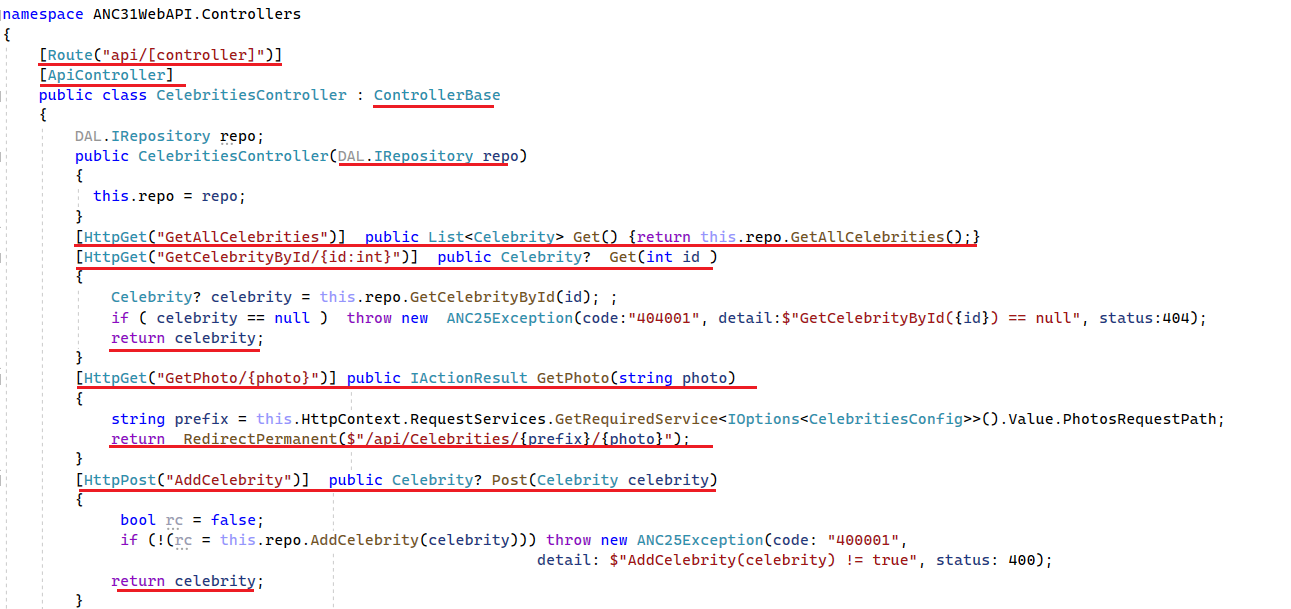 namespace ANC31WebAPI.Controllers
{
[Route("api/[controller]")]
[ApiController]
public class CelebritiesController : ControllerBase
{
DAL.IRepository repo;
public CelebritiesController(DAL.IRepository repo)
{
this.repo = repo;
}
[HttpGet("GetAllCelebrities")]  public List<Celebrity> Get() {return this.repo.GetAllCelebrities();}
[HttpGet("GetCelebrityById/{id:int}")]  public Celebrity?  Get(int id )
{
Celebrity? celebrity = this.repo.GetCelebrityById(id); ;
if ( celebrity == null )  throw new  ANC25Exception(code:"404001", detail:$"GetCelebrityById({id}) == null", status:404);
return celebrity;
}
[HttpGet("GetPhoto/{photo}")] public IActionResult GetPhoto(string photo)
{
string prefix = this.HttpContext.RequestServices.GetRequiredService<IOptions<CelebritiesConfig>>().Value.PhotosRequestPath;
return  RedirectPermanent($"/api/Celebrities/{prefix}/{photo}");
}
[HttpPost("AddCelebrity")]  public Celebrity? Post(Celebrity celebrity)
{
bool rc = false;
if (!(rc = this.repo.AddCelebrity(celebrity))) throw new ANC25Exception(code: "400001",
detail: $"AddCelebrity(celebrity) != true", status: 400);
return celebrity;
}